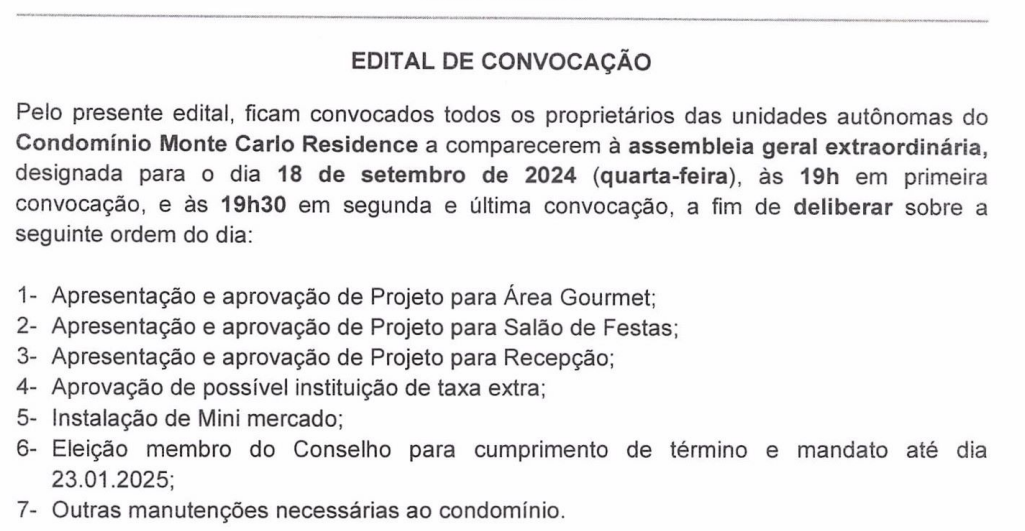 EDITAL DE CONVOCAÇÃO
Pelo presente edital, ficam convocados todos os proprietários das unidades autônomas do
Condomínio Monte Carlo Residence a comparecerem à assembleia geral extraordinária,
designada para o dia 18 de setembro de 2024 (quarta-feira), às 19h em primeira
convocação, e às 19h30 em segunda e última convocação, a fim de deliberar sobre a
seguinte ordem do dia:
1- Apresentação e aprovação de Projeto para Área Gourmet;
2- Apresentação e aprovação de Projeto para Salão de Festas;
3- Apresentação e aprovação de Projeto para Recepção;
4- Aprovação de possível instituição de taxa extra;
5- Instalação de Mini mercado;
6- Eleição membro do Conselho para cumprimento de término e mandato até dia
23.01.2025;
7- Outras manutenções necessárias ao condomínio.